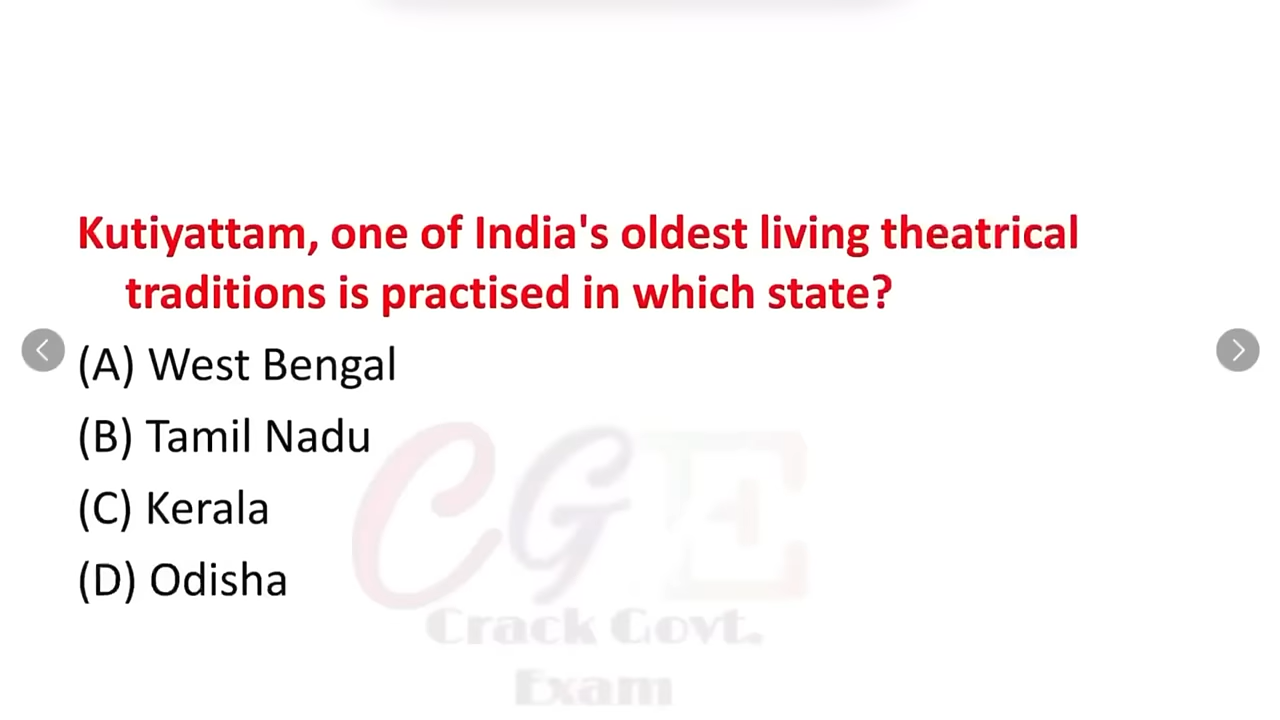 Kutiyattam, one of India's oldest living theatrical
traditions is practised in which state?
(A) West Bengal
(B) Tamil Nadu
(C) Kerala
(D) Odisha
CGE
Crack Govt.
Exam